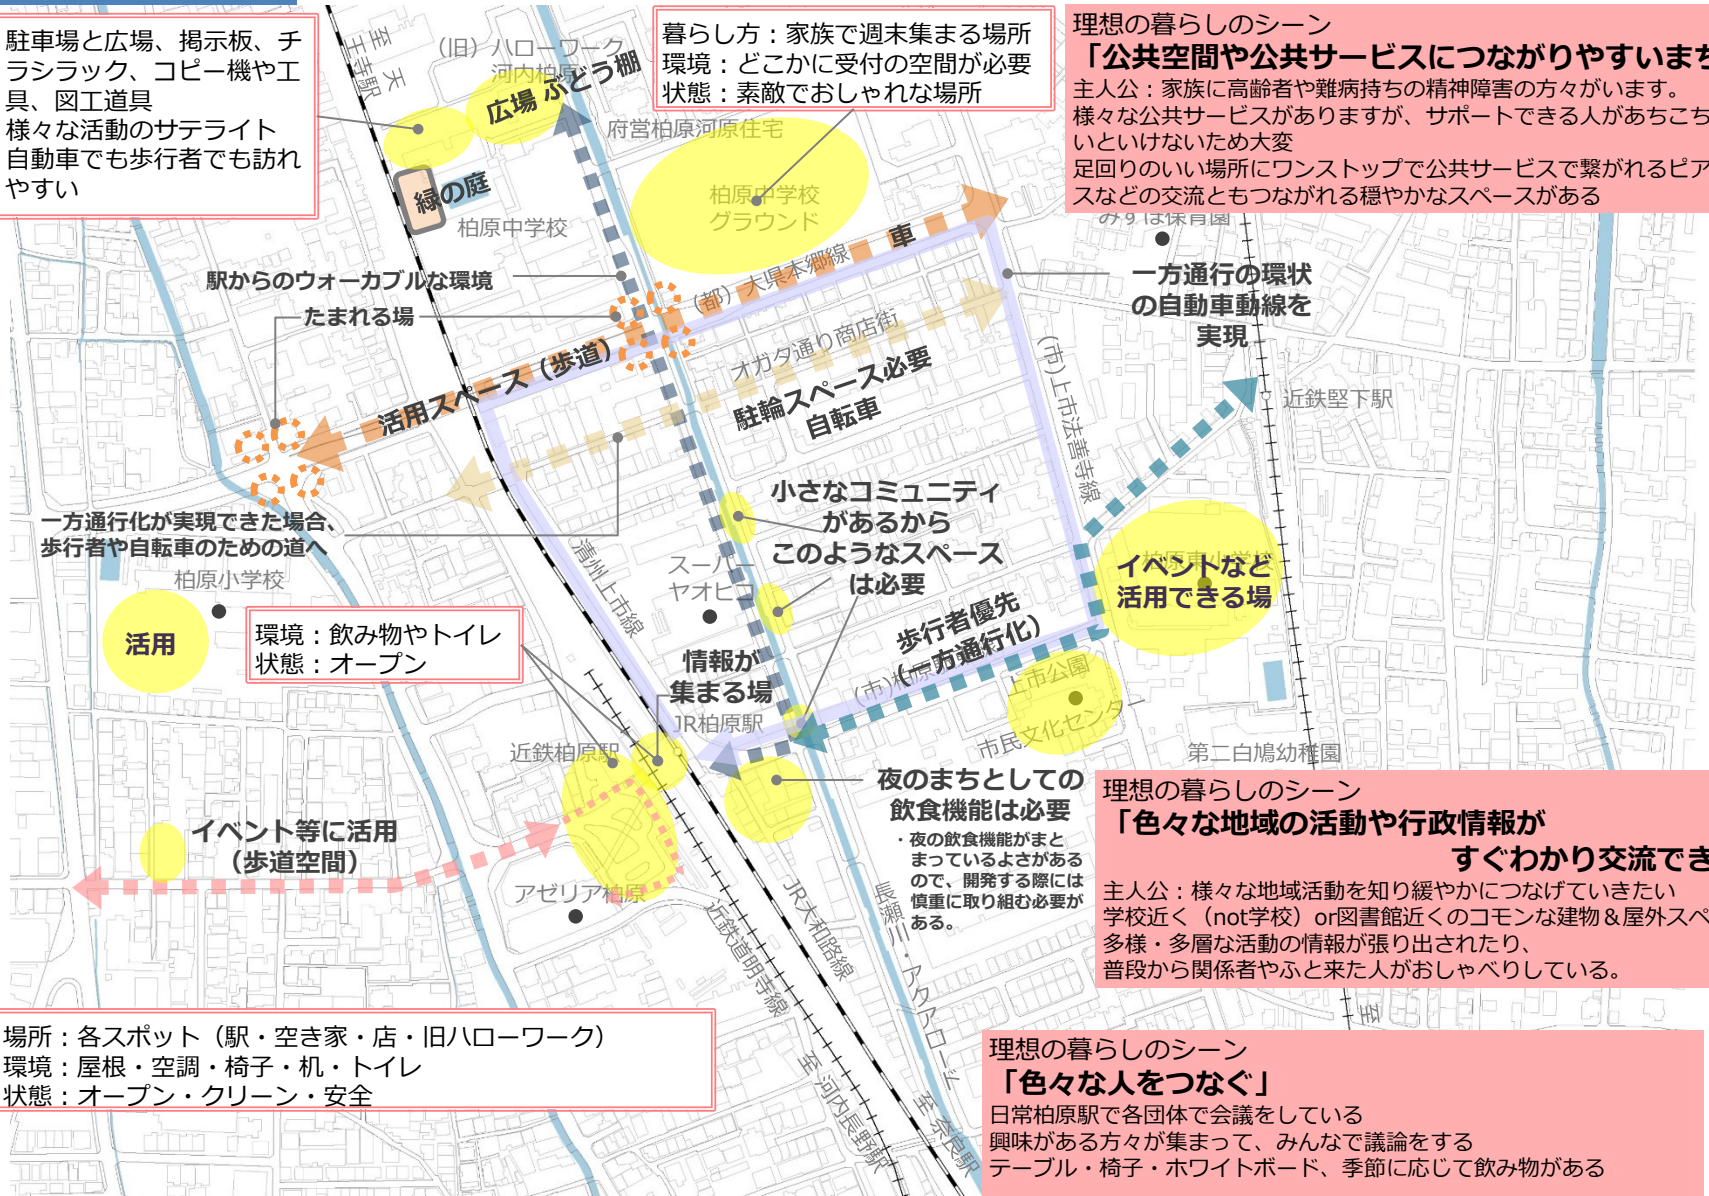 駐車場と広場、掲示板、チ
ラシラック、コピー機や工
具、図工道具
様々な活動のサテライト
自動車でも歩行者でも訪れ
やすい
至 天
王寺駅
(旧) ハローワーク
河内柏原
広場 ぶどう棚
府営柏原河原住宅
暮らし方：家族で週末集まる場所
環境：どこかに受付の空間が必要
状態：素敵でおしゃれな場所
理想の暮らしのシーン
「公共空間や公共サービスにつながりやすいまち
主人公：家族に高齢者や難病持ちの精神障害の方々がいます。
様々な公共サービスがありますが、サポートできる人があちこち
いといけないため大変
足回りのいい場所にワンストップで公共サービスで繋がれるピア
スなどの交流ともつながれる穏やかなスペースがある
緑の庭
柏原中学校
柏原中学校
グラウンド
みずほ保育園
車
駅からのウォーカブルな環境
たまれる場
(都) 大県本郷線
一方通行の環状
の自動車動線を
実現
オガタ通り商店街
活用スペース（歩道）
駐輪スペース必要
自転車
(市)上市法善寺線
近鉄堅下駅
一方通行化が実現できた場合、
歩行者や自転車のための道へ
小さなコミュニティ
があるから
このようなスペース
は必要
柏原小学校
清州上市線
スーパー
ヤオヒコ
柏原東小学校
イベントなど
活用できる場
活用
環境：飲み物やトイレ
状態：オープン
歩行者優先
（一方通行化）
(市)柏原
情報が
集まる場
JR柏原駅
上市公園
市民文化センター
近鉄柏原駅
第二白鳩幼稚園
夜のまちとしての
飲食機能は必要
・夜の飲食機能がまと
まっているよさがある
ので、開発する際には
慎重に取り組む必要が
ある。
理想の暮らしのシーン
「色々な地域の活動や行政情報が
すぐわかり交流でき
主人公：様々な地域活動を知り緩やかにつなげていきたい
学校近く（not学校）or図書館近くのコモンな建物＆屋外スペ
多様・多層な活動の情報が張り出されたり、
普段から関係者やふと来た人がおしゃべりしている。
イベント等に活用
（歩道空間）
アゼリア柏原
近鉄道明寺線
JR大和路線
長瀬川・アクアロード
至
至 河内長野駅
至 奈良駅
場所：各スポット（駅・空き家・店・旧ハローワーク）
環境：屋根・空調・椅子・机・トイレ
状態：オープン・クリーン・安全
理想の暮らしのシーン
「色々な人をつなぐ」
日常柏原駅で各団体で会議をしている
興味がある方々が集まって、みんなで議論をする
テーブル・椅子・ホワイトボード、季節に応じて飲み物がある